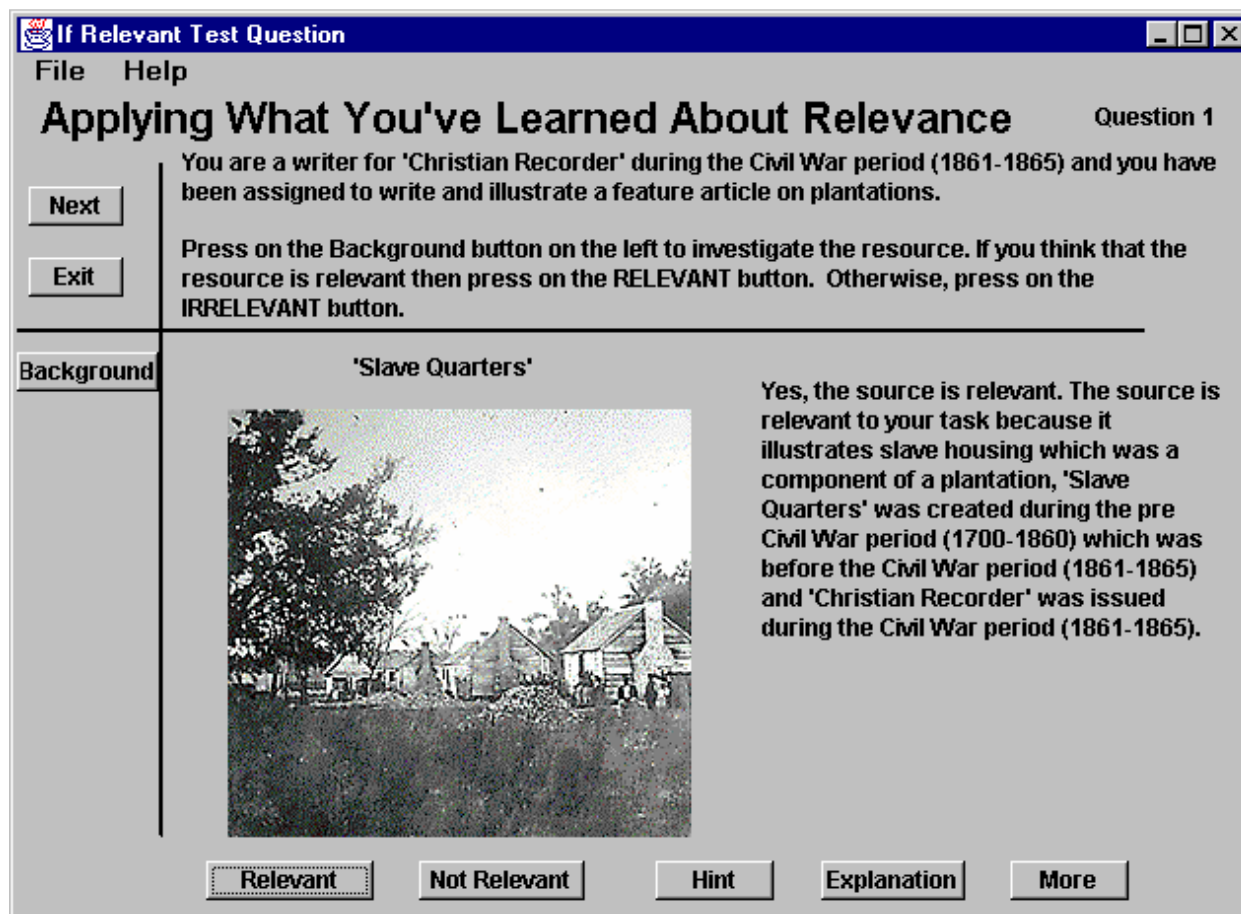 If Relevant Test Question
File Help
Applying What You've Learned About Relevance
Question 1
You are a writer for 'Christian Recorder' during the Civil War period (1861-1865) and you have
been assigned to write and illustrate a feature article on plantations.
Press on the Background button on the left to investigate the resource. If you think that the
resource is relevant then press on the RELEVANT button. Otherwise, press on the
IRRELEVANT button.
Next
Exit
Background
'Slave Quarters'
Yes, the source is relevant. The source is
relevant to your task because it
illustrates slave housing which was a
component of a plantation, 'Slave
Quarters' was created during the pre
Civil War period (1700-1860) which was
before the Civil War period (1861-1865)
and 'Christian Recorder' was issued
during the Civil War period (1861-1865).
Relevant
Not Relevant
Hint
Explanation
More